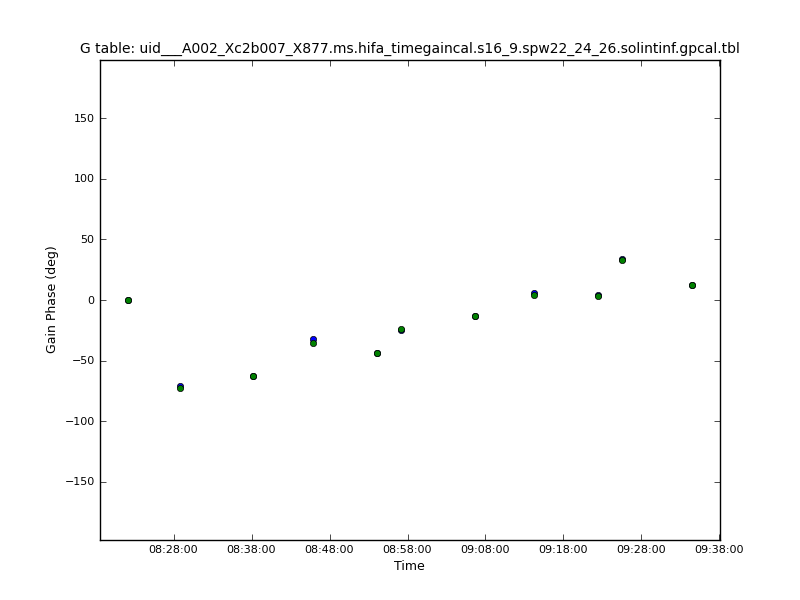 G table: uid___A002_Xc2b007_X877.ms.hifa_timegaincal.s16_9.spw22_24_26.solintinf.gpcal.tbl
Gain Phase (deg)
150
100
50
0
−50
−100
−150
08:28:00 08:38:00 08:48:00 08:58:00 09:08:00 09:18:00 09:28:00 09:38:00
Time